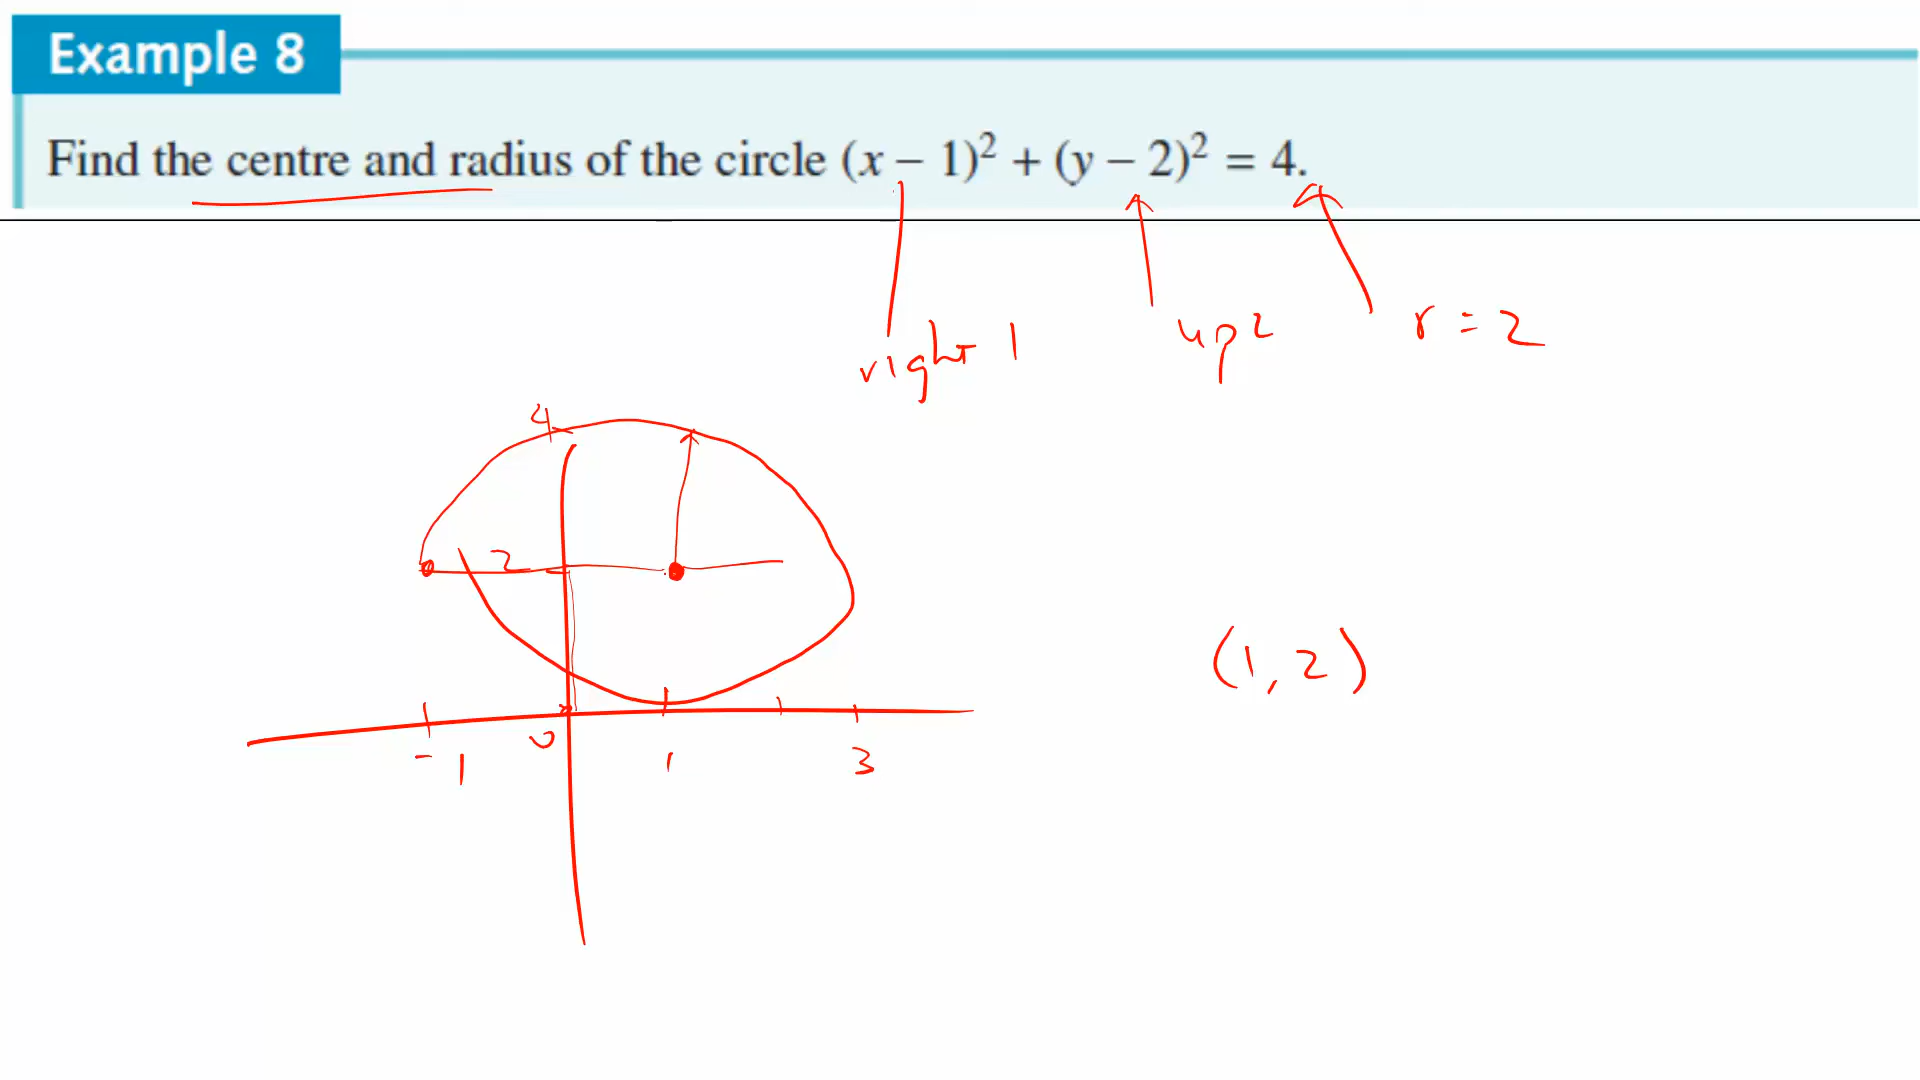 Example 8
Find the centre and radius of the circle (x − 1)² + (y − 2)² = 4.
right 1
up 2
r = 2
4
2
(1, 2)
-1 0 1 3